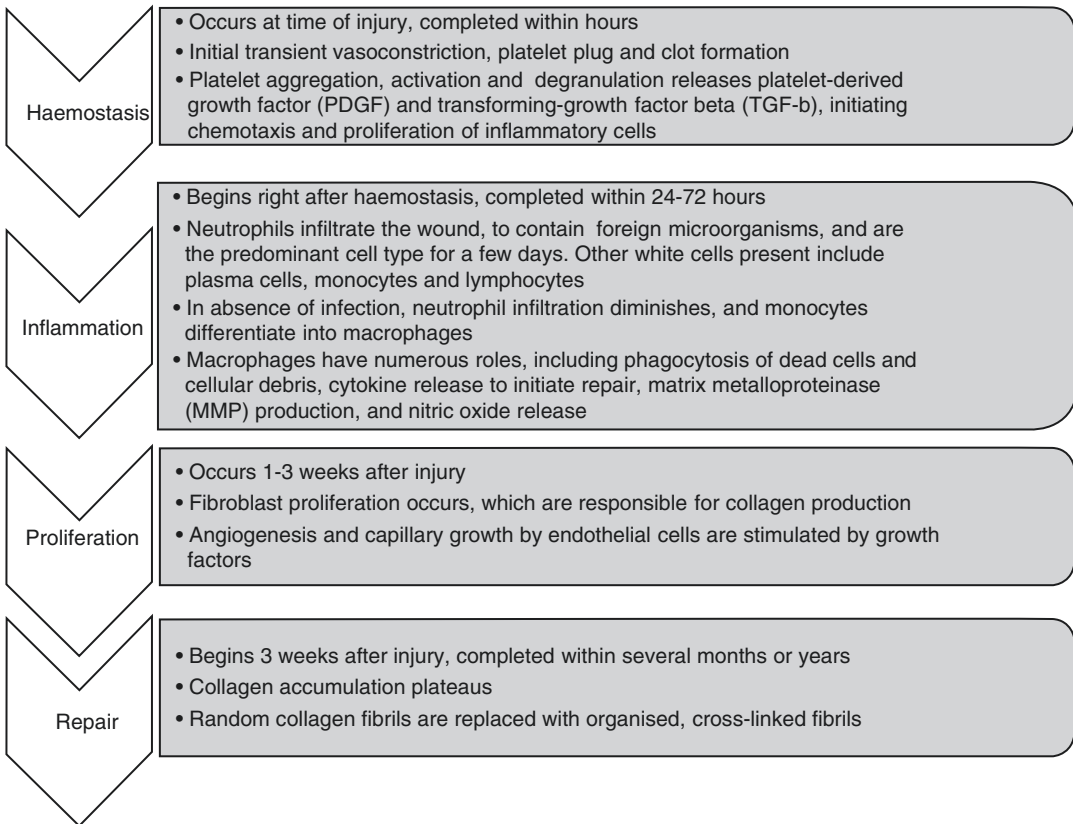 Haemostasis
• Occurs at time of injury, completed within hours
• Initial transient vasoconstriction, platelet plug and clot formation
• Platelet aggregation, activation and degranulation releases platelet-derived
growth factor (PDGF) and transforming-growth factor beta (TGF-b), initiating
chemotaxis and proliferation of inflammatory cells
Inflammation
• Begins right after haemostasis, completed within 24-72 hours
• Neutrophils infiltrate the wound, to contain foreign microorganisms, and are
the predominant cell type for a few days. Other white cells present include
plasma cells, monocytes and lymphocytes
• In absence of infection, neutrophil infiltration diminishes, and monocytes
differentiate into macrophages
• Macrophages have numerous roles, including phagocytosis of dead cells and
cellular debris, cytokine release to initiate repair, matrix metalloproteinase
(MMP) production, and nitric oxide release
Proliferation
• Occurs 1-3 weeks after injury
• Fibroblast proliferation occurs, which are responsible for collagen production
• Angiogenesis and capillary growth by endothelial cells are stimulated by growth
factors
Repair
• Begins 3 weeks after injury, completed within several months or years
• Collagen accumulation plateaus
• Random collagen fibrils are replaced with organised, cross-linked fibrils